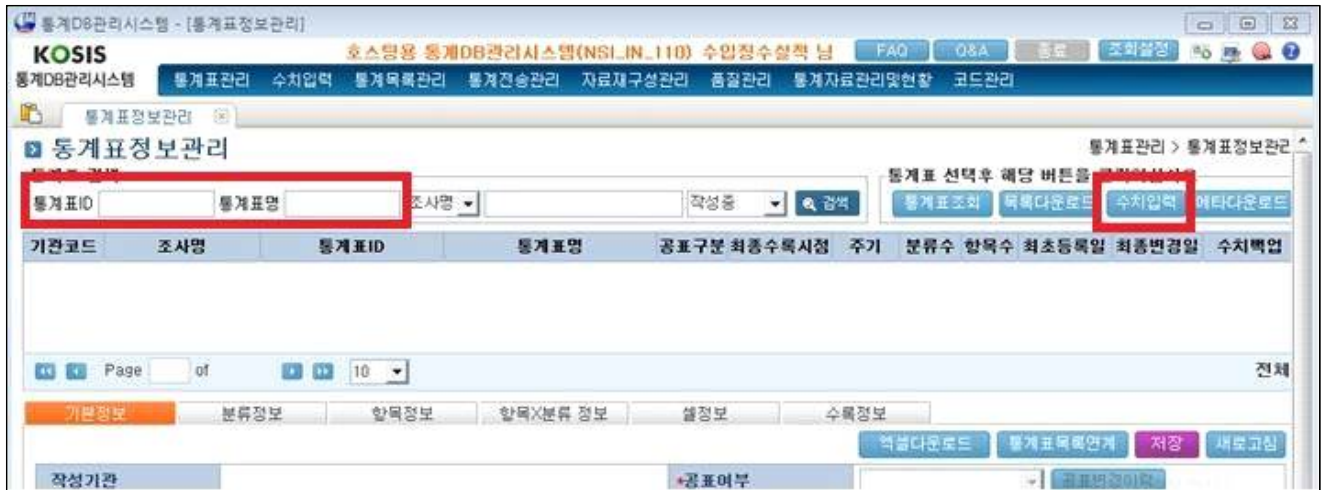 통계DB관리시스템 - [통계표정보관리]
KOSIS 호스팅용 통계DB관리시스템(NSI_IN_110) 수입징수실적 님 FAQ Q&A 종료 조회설정
통계DB관리시스템 통계표관리 수치입력 통계목록관리 통계전송관리 자료재구성관리 품질관리 통계자료관리및현황 코드관리
통계표정보관리
통계표정보관리 통계표관리 > 통계표정보관리
통계표 검색 통계표 선택후 해당 버튼을
통계표ID 통계표명 조사명 작성중 검색 통계표조회 목록다운로드 수치입력 메타다운로드
기관코드 조사명 통계표ID 통계표명 공표구분 최종수록시점 주기 분류수 항목수 최초등록일 최종변경일 수치백업
Page of 10 전체
기본정보 분류정보 항목정보 항목X분류 정보 셀정보 수록정보
엑셀다운로드 통계표목록연계 저장 새로고침
작성기관 *공표여부 공표변경이력